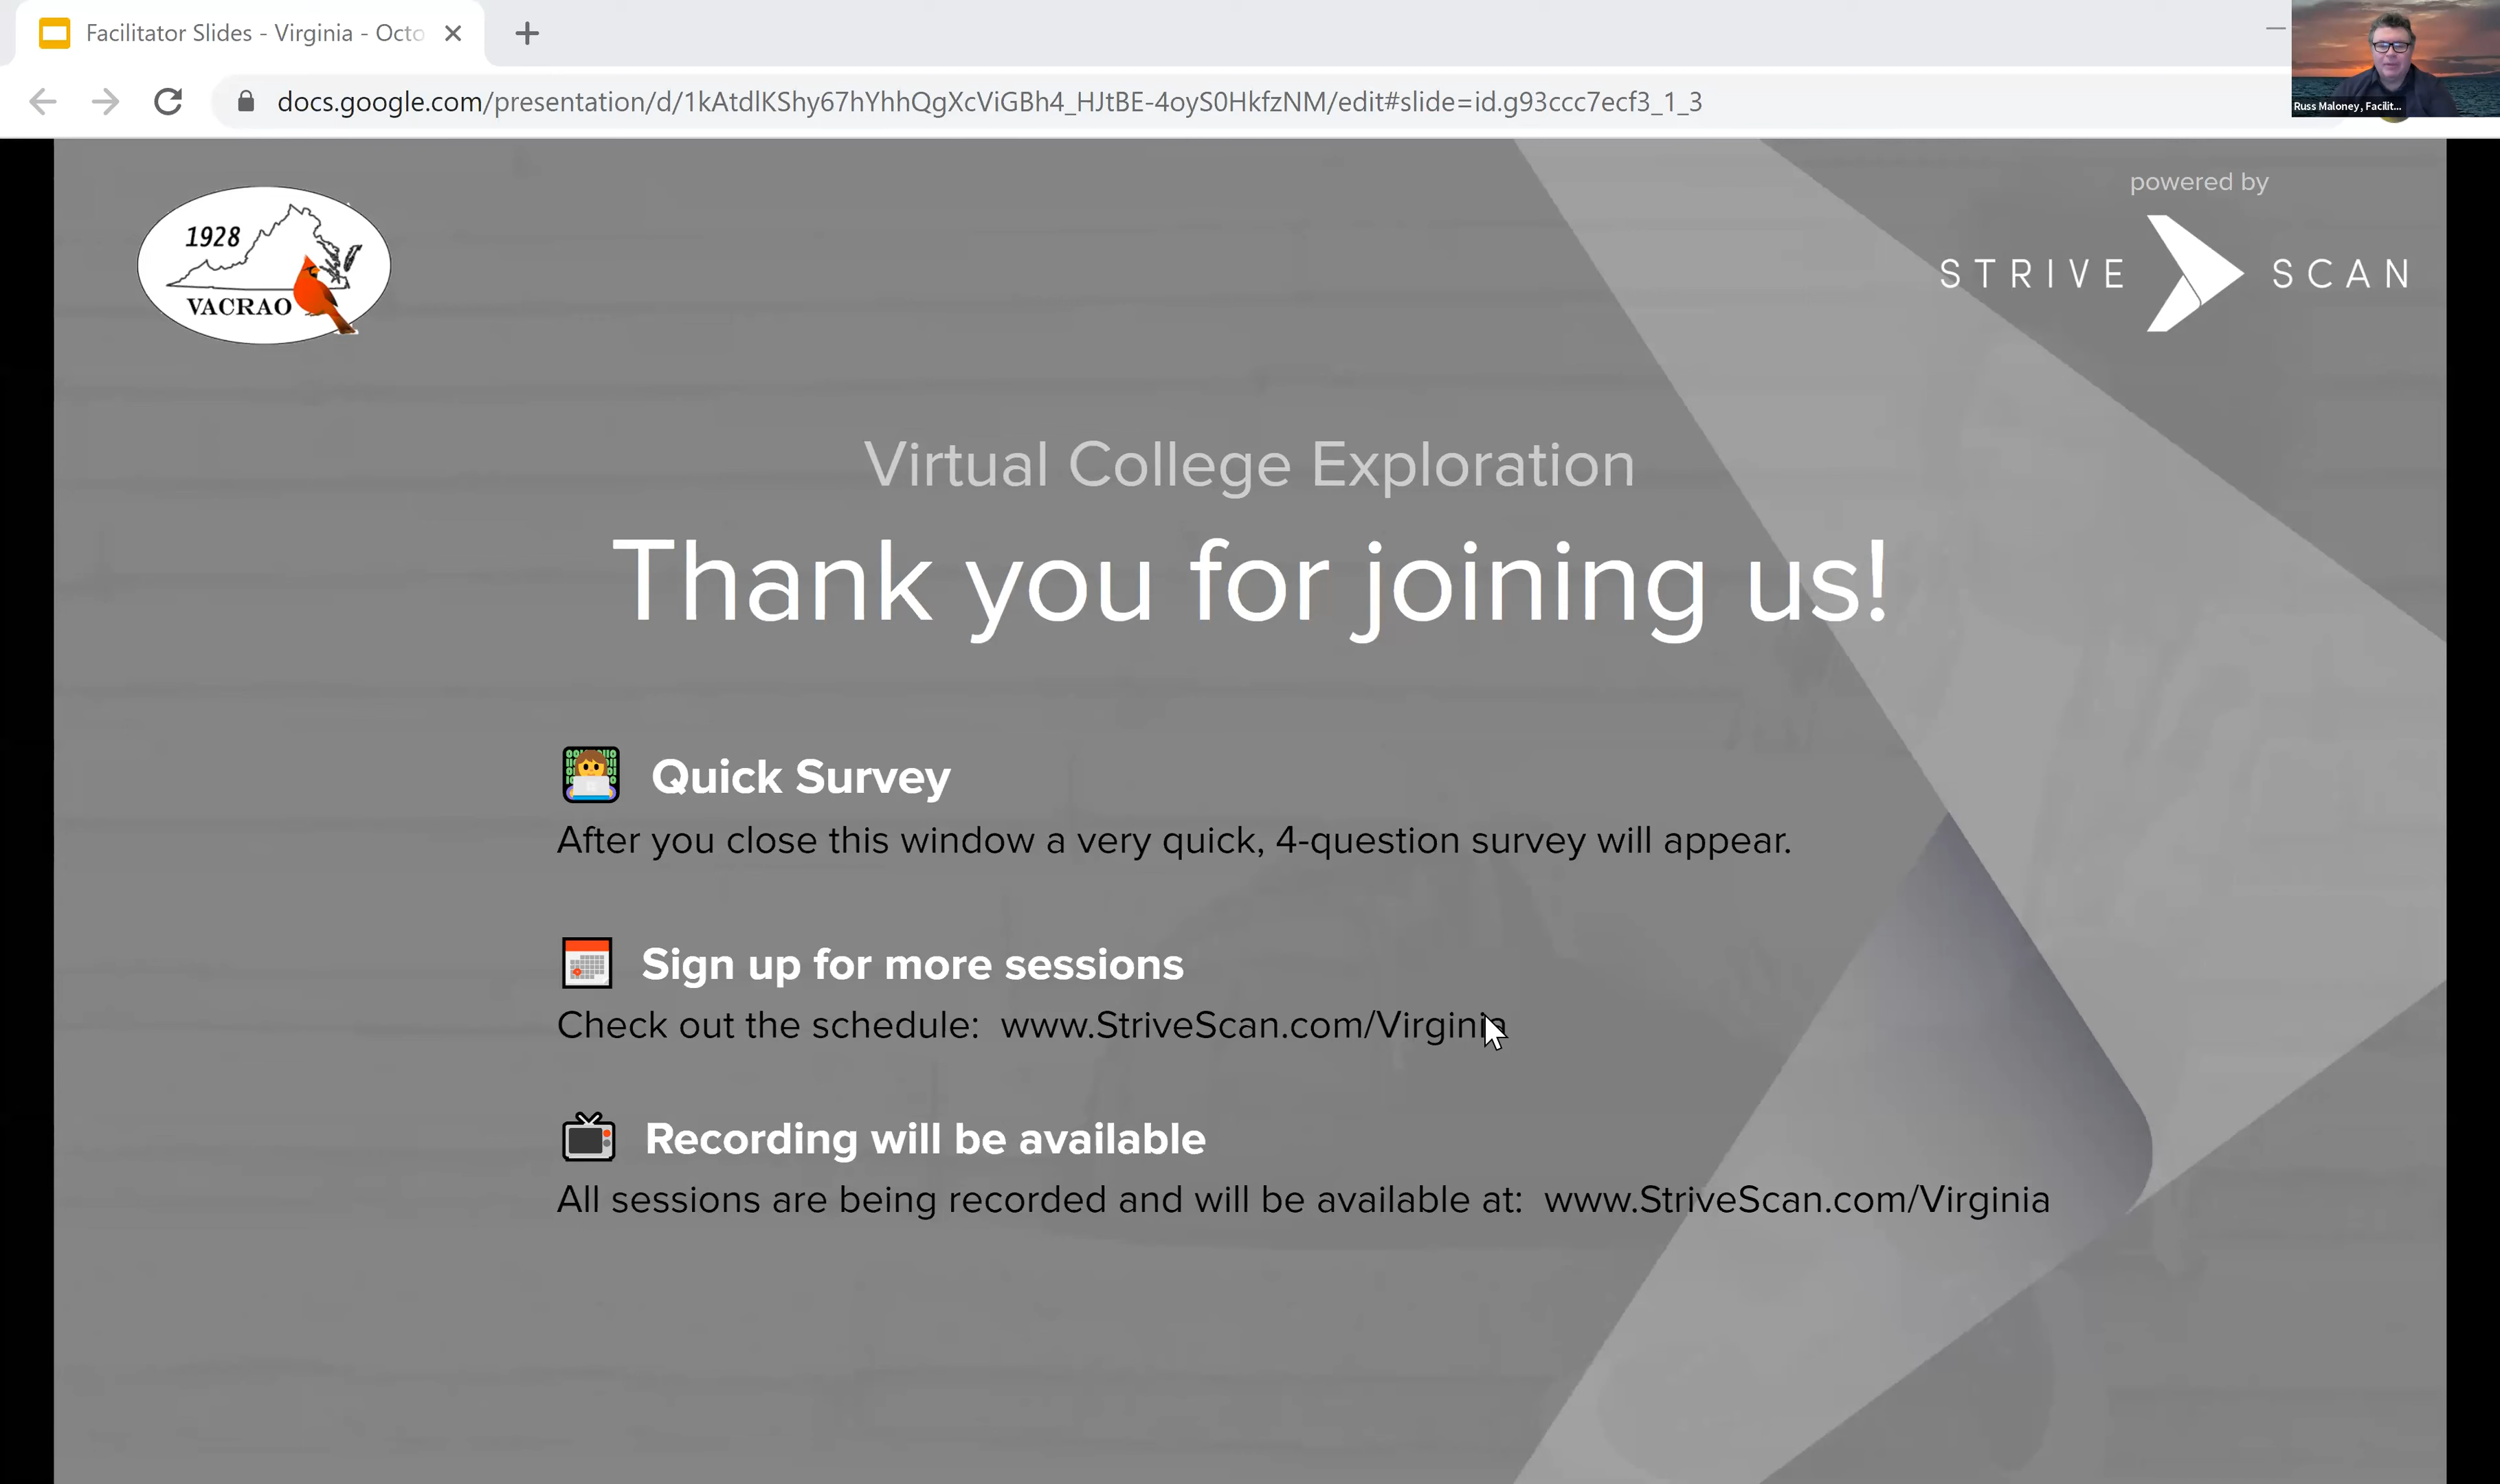 Facilitator Slides - Virginia - Octo
docs.google.com/presentation/d/1kAtdlKShy67hYhhQgXcViGBh4_HJtBE-4oyS0HkfzNM/edit#slide=id.g93ccc7ecf3_1_3
Russ Maloney, Facilit...
powered by
1928
VACRAO
STRIVE SCAN
Virtual College Exploration
Thank you for joining us!
Quick Survey
After you close this window a very quick, 4-question survey will appear.
Sign up for more sessions
Check out the schedule: www.StriveScan.com/Virginia
Recording will be available
All sessions are being recorded and will be available at: www.StriveScan.com/Virginia